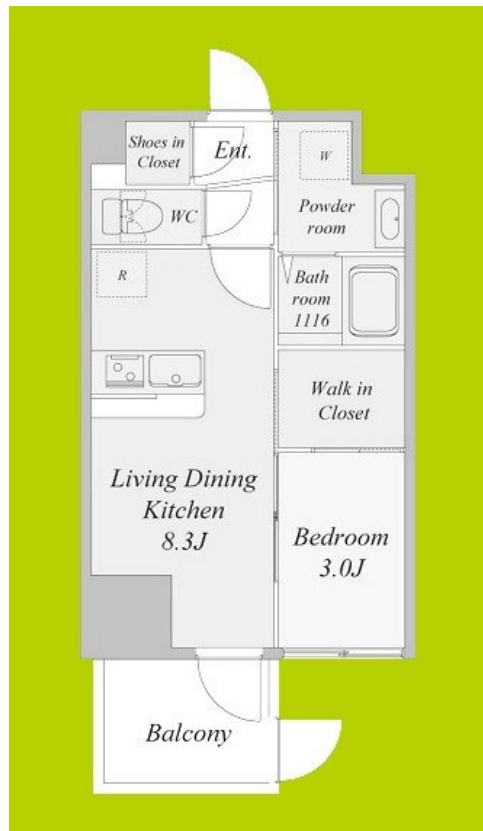 Shoes in
Closet
Ent.
W
WC
Powder
room
R
Bath
room
1116
Walk in
Closet
Living Dining
Kitchen
8.3J
Bedroom
3.0J
Balcony